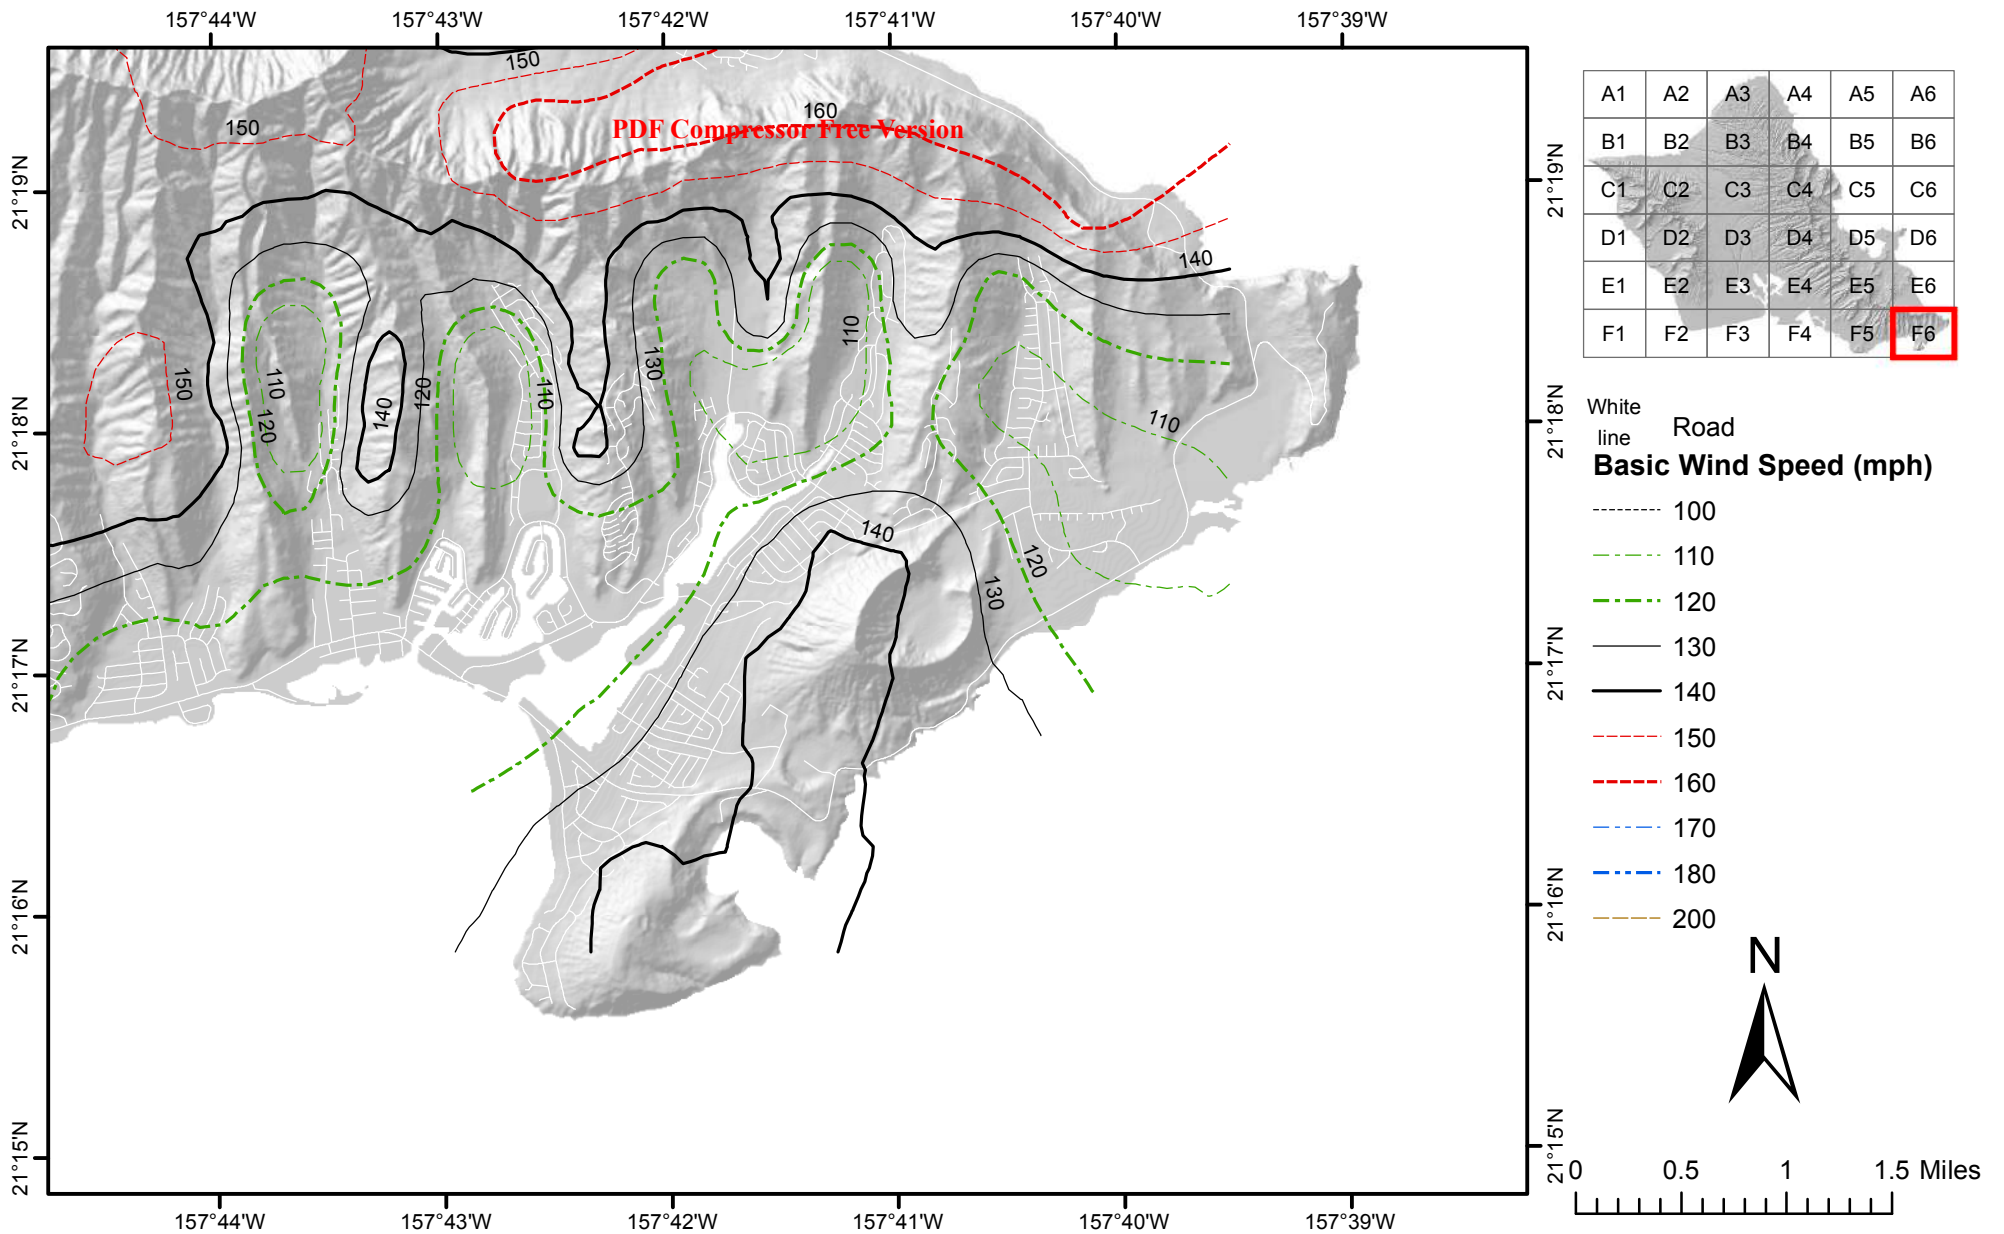 157°44'W 157°43'W 157°42'W 157°41'W 157°40'W 157°39'W
150
150
160
PDF Compressor Free Version
21°19'N
21°19'N
140
110
130
150
110
120
140
120
110
110
21°18'N
21°18'N
140
120
130
21°17'N
21°17'N
21°16'N
21°16'N
21°15'N
21°15'N
157°44'W 157°43'W 157°42'W 157°41'W 157°40'W 157°39'W
A1 A2 A3 A4 A5 A6
B1 B2 B3 B4 B5 B6
C1 C2 C3 C4 C5 C6
D1 D2 D3 D4 D5 D6
E1 E2 E3 E4 E5 E6
F1 F2 F3 F4 F5 F6
White
line
Road
Basic Wind Speed (mph)
100
110
120
130
140
150
160
170
180
200
N
0 0.5 1 1.5 Miles